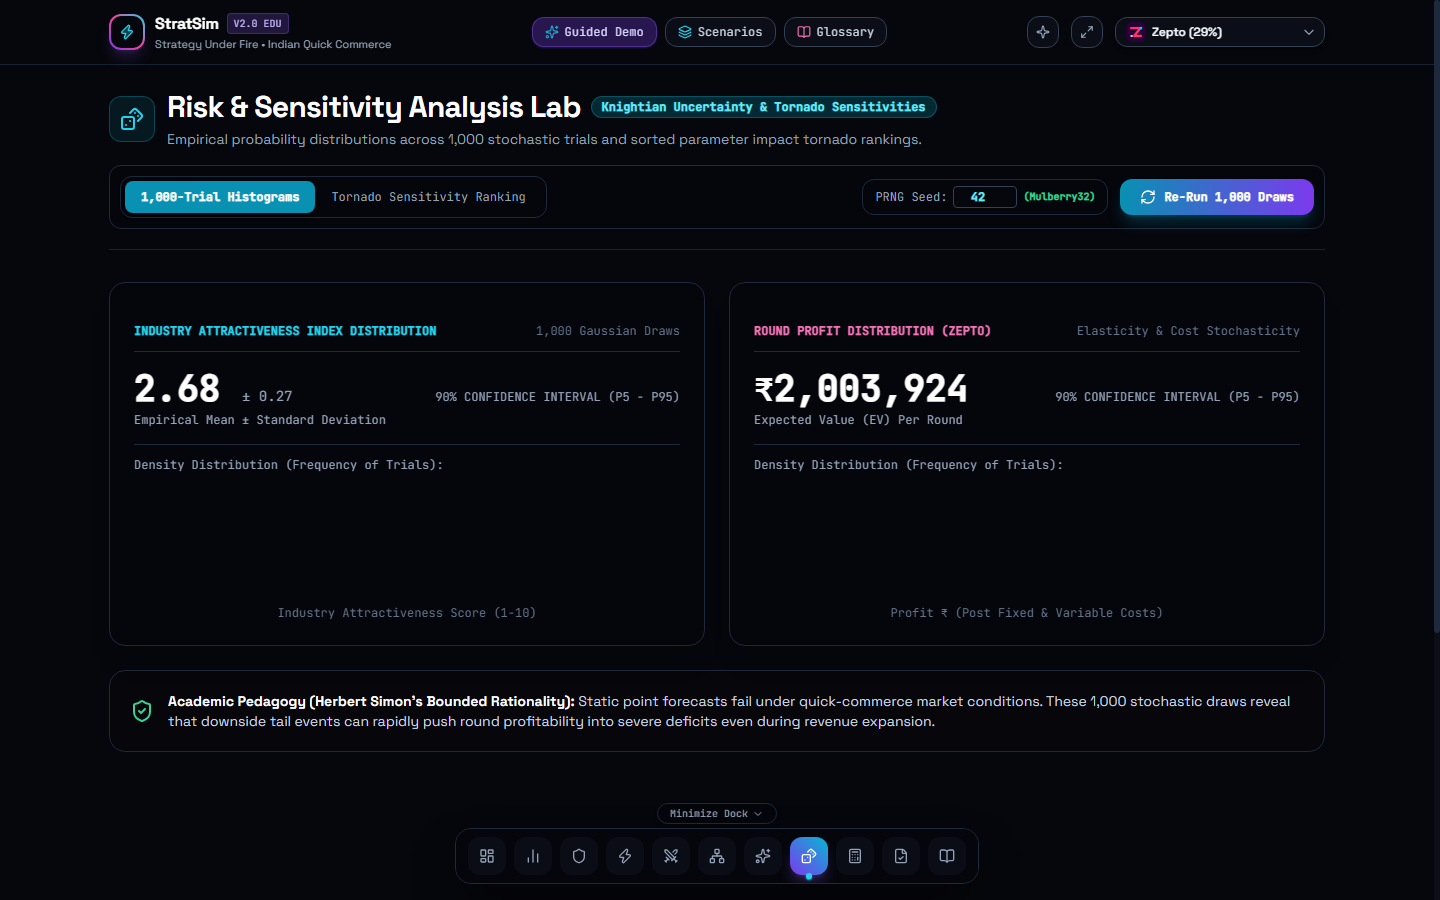 StratSim V2.0 EDU
Strategy Under Fire • Indian Quick Commerce
Guided Demo
Scenarios
Glossary
Zepto (29%)
Risk & Sensitivity Analysis Lab
Knightian Uncertainty & Tornado Sensitivities
Empirical probability distributions across 1,000 stochastic trials and sorted parameter impact tornado rankings.
1,000-Trial Histograms
Tornado Sensitivity Ranking
PRNG Seed: 42 (Mulberry32)
Re-Run 1,000 Draws
INDUSTRY ATTRACTIVENESS INDEX DISTRIBUTION
1,000 Gaussian Draws
2.68 ± 0.27
90% CONFIDENCE INTERVAL (P5 - P95)
Empirical Mean ± Standard Deviation
Density Distribution (Frequency of Trials):
Industry Attractiveness Score (1-10)
ROUND PROFIT DISTRIBUTION (ZEPTO)
Elasticity & Cost Stochasticity
₹2,003,924
90% CONFIDENCE INTERVAL (P5 - P95)
Expected Value (EV) Per Round
Density Distribution (Frequency of Trials):
Profit ₹ (Post Fixed & Variable Costs)
Academic Pedagogy (Herbert Simon's Bounded Rationality): Static point forecasts fail under quick-commerce market conditions. These 1,000 stochastic draws reveal
that downside tail events can rapidly push round profitability into severe deficits even during revenue expansion.
Minimize Dock